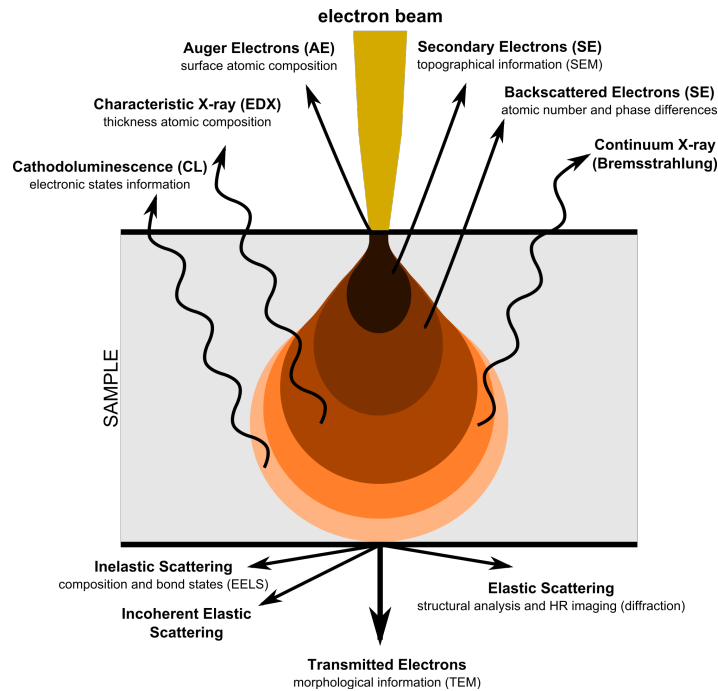 electron beam
Auger Electrons (AE)
surface atomic composition
Secondary Electrons (SE)
topographical information (SEM)
Characteristic X-ray (EDX)
thickness atomic composition
Backscattered Electrons (SE)
atomic number and phase differences
Continuum X-ray
(Bremsstrahlung)
Cathodoluminescence (CL)
electronic states information
SAMPLE
Inelastic Scattering
composition and bond states (EELS)
Incoherent Elastic
Scattering
Elastic Scattering
structural analysis and HR imaging (diffraction)
Transmitted Electrons
morphological information (TEM)